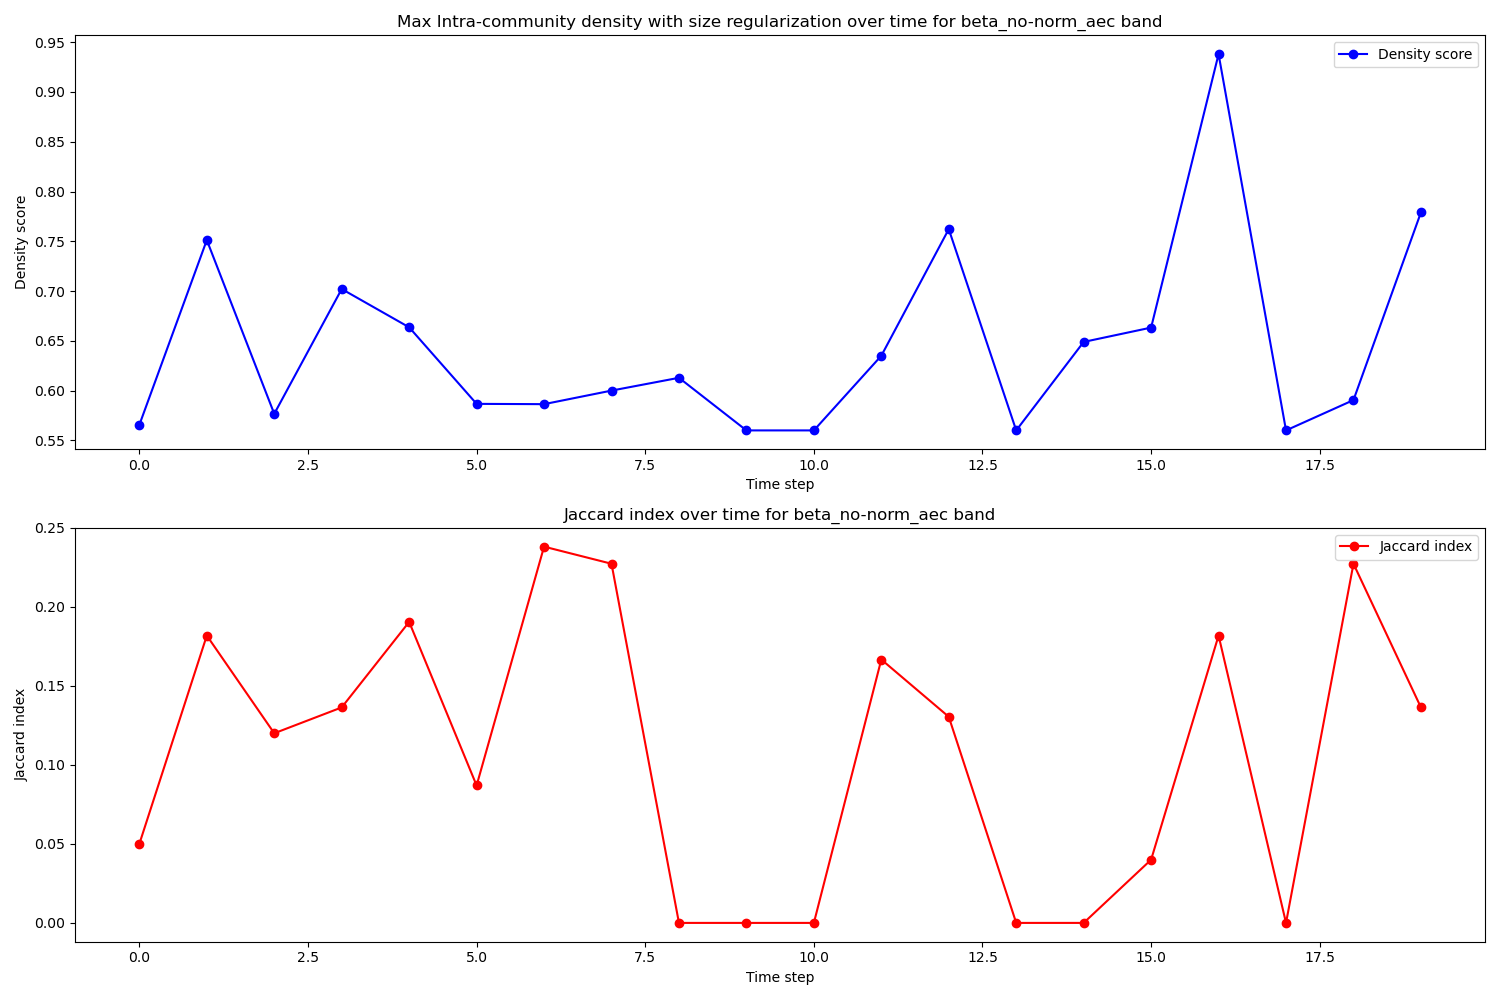 Max Intra-community density with size regularization over time for beta_no-norm_aec band
0.95
0.90
0.85
0.80
0.75
0.70
0.65
0.60
0.55
Density score
Density score
0.0 2.5 5.0 7.5 10.0 12.5 15.0 17.5
Time step
Jaccard index over time for beta_no-norm_aec band
0.25
0.20
0.15
0.10
0.05
0.00
Jaccard index
Jaccard index
0.0 2.5 5.0 7.5 10.0 12.5 15.0 17.5
Time step